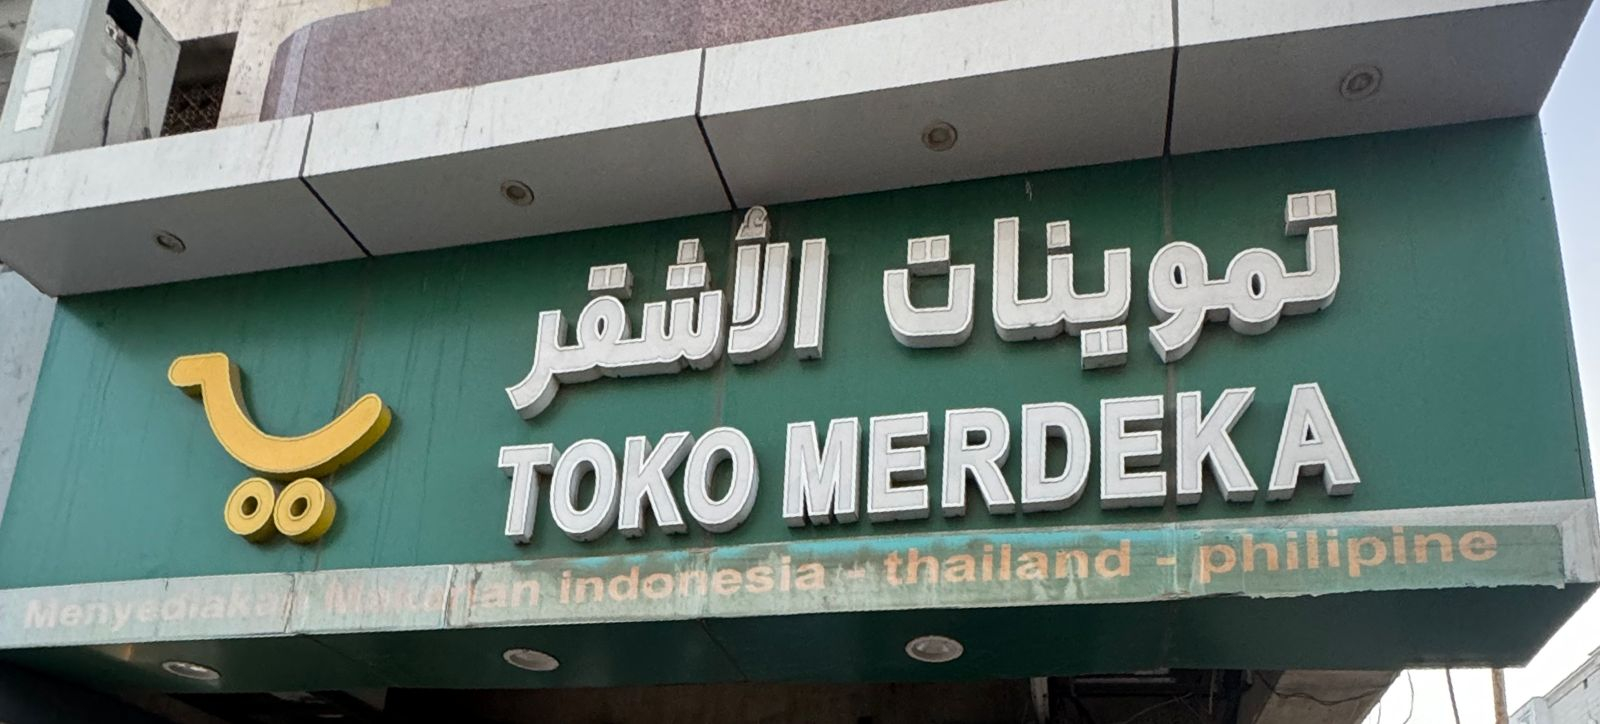 تموينات الأشقر
TOKO MERDEKA
Menyediakan Makanan indonesia - thailand - philipine